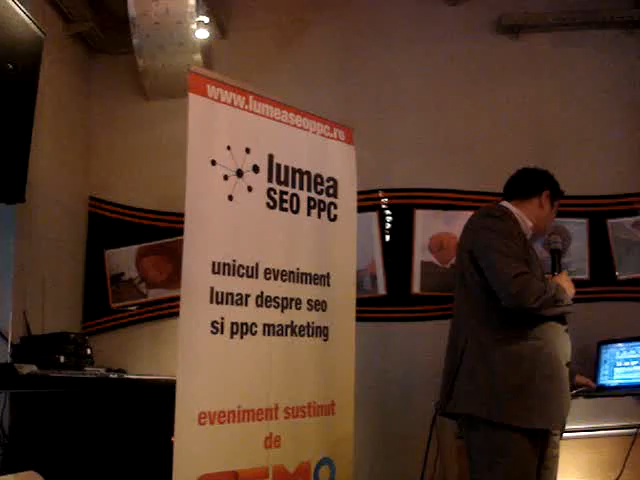 www.lumeaseoppc.ro
lumea
SEO PPC
unicul eveniment
lunar despre seo
si ppc marketing
eveniment sustinut
de